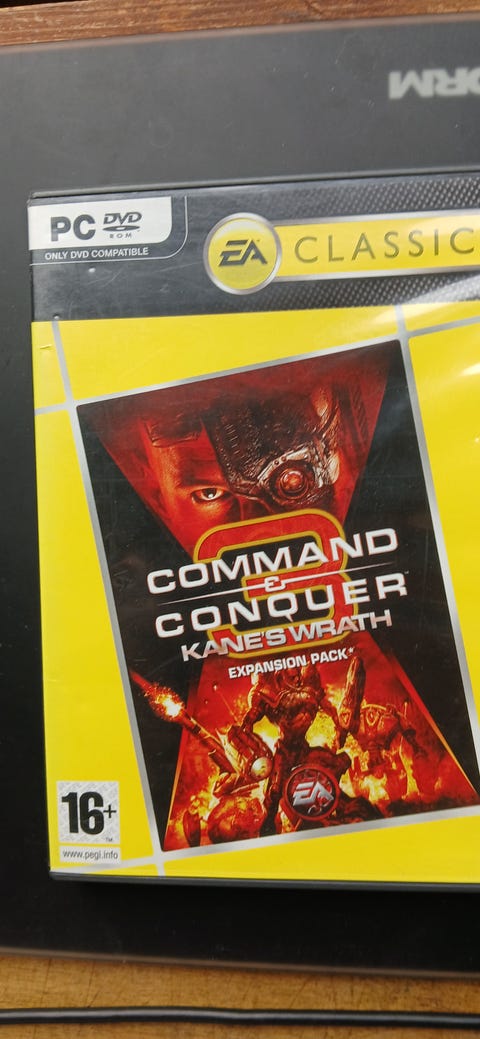 ORM
PC DVD
ROM
ONLY DVD COMPATIBLE
EA CLASSIC
3
COMMAND
&
CONQUER
KANE'S WRATH
EXPANSION PACK*
EA
16+
TM
www.pegi.info